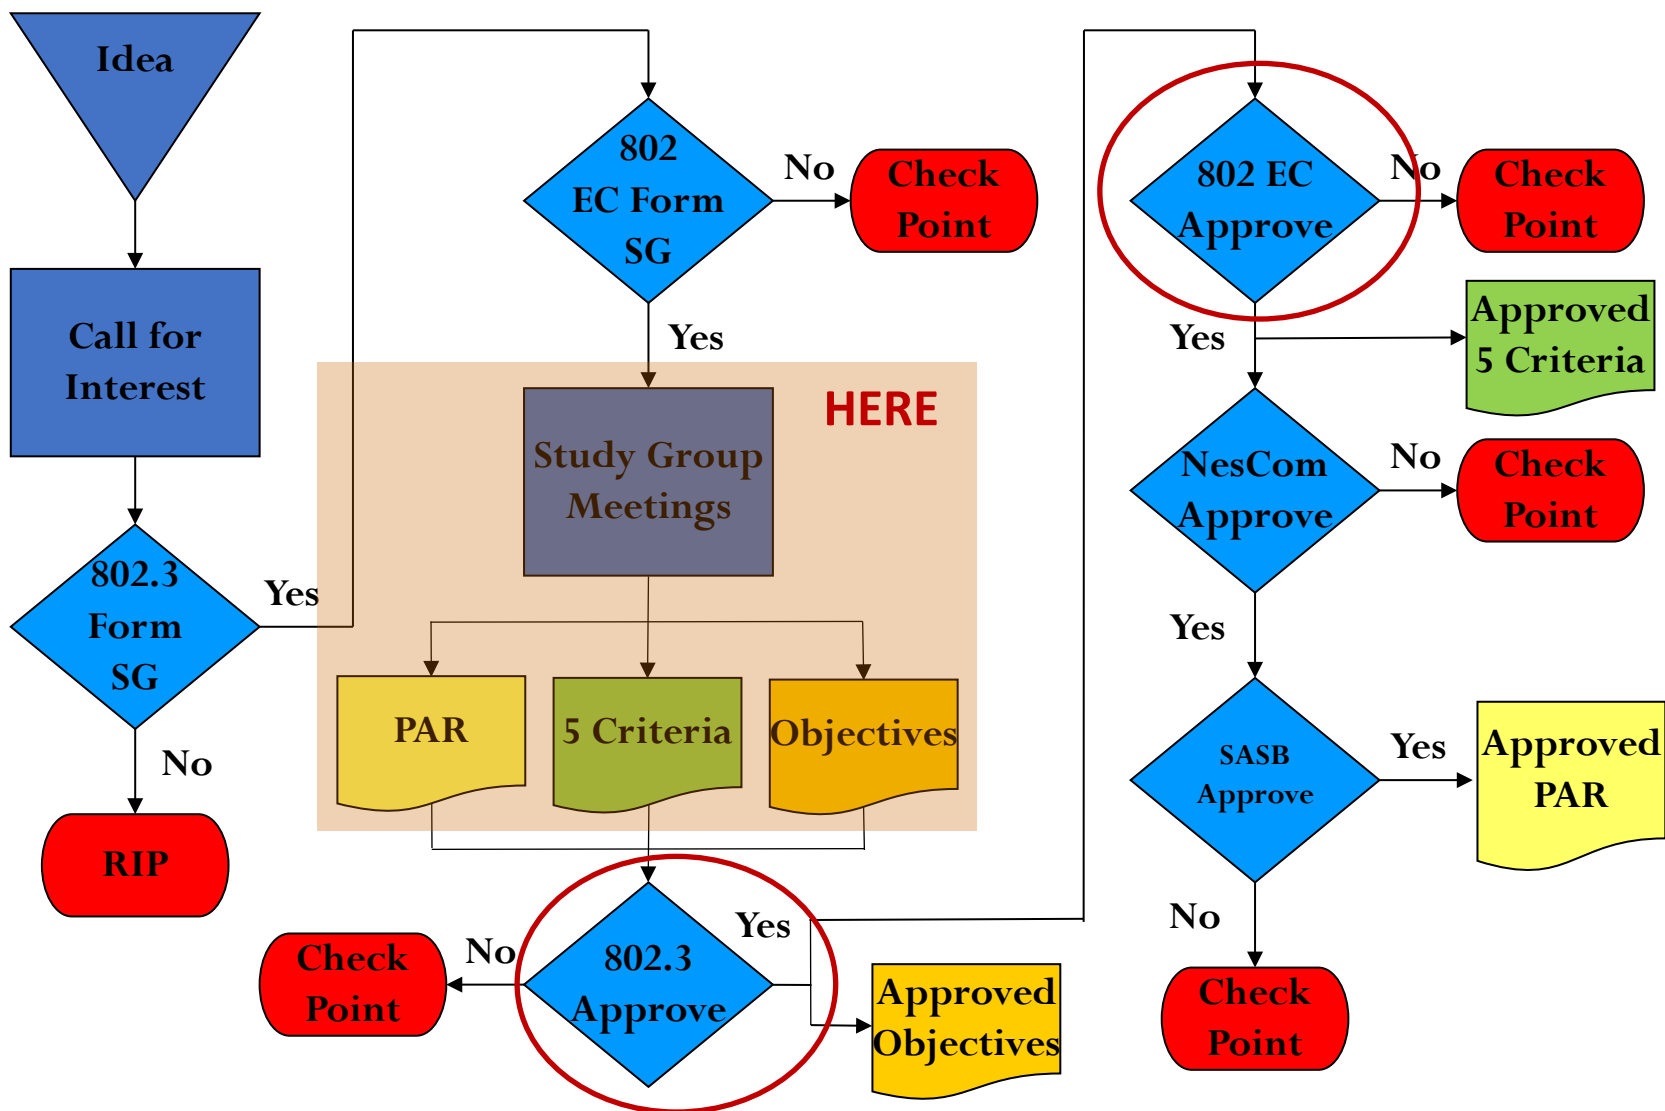 Idea
Call for
Interest
802.3
Form
SG
Yes
No
RIP
802
EC Form
SG
No
Check
Point
Yes
HERE
Study Group
Meetings
PAR
5 Criteria
Objectives
802.3
Approve
No
Check
Point
Yes
Approved
Objectives
802 EC
Approve
No
Check
Point
Yes
Approved
5 Criteria
NesCom
Approve
No
Check
Point
Yes
SASB
Approve
Yes
Approved
PAR
No
Check
Point